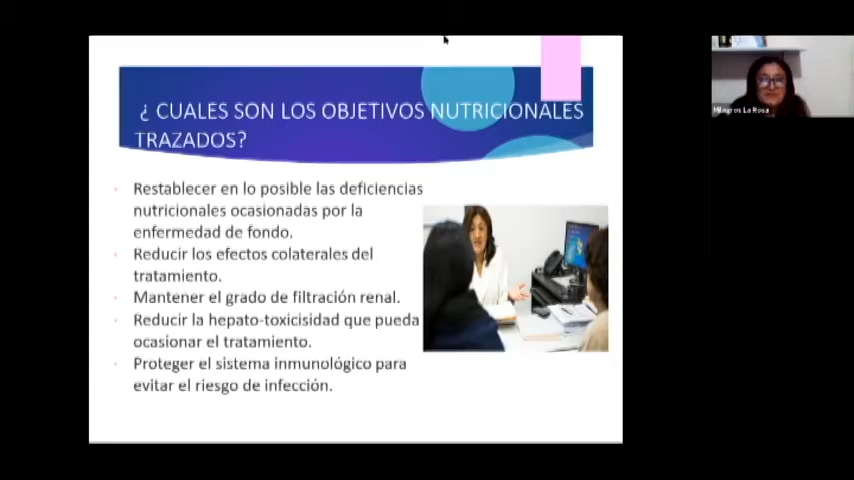 ¿ CUALES SON LOS OBJETIVOS NUTRICIONALES
TRAZADOS?
Restablecer en lo posible las deficiencias
nutricionales ocasionadas por la
enfermedad de fondo.
Reducir los efectos colaterales del
tratamiento.
Mantener el grado de filtración renal.
Reducir la hepato-toxicisidad que pueda
ocasionar el tratamiento.
Proteger el sistema inmunológico para
evitar el riesgo de infección.
Milagros La Rosa